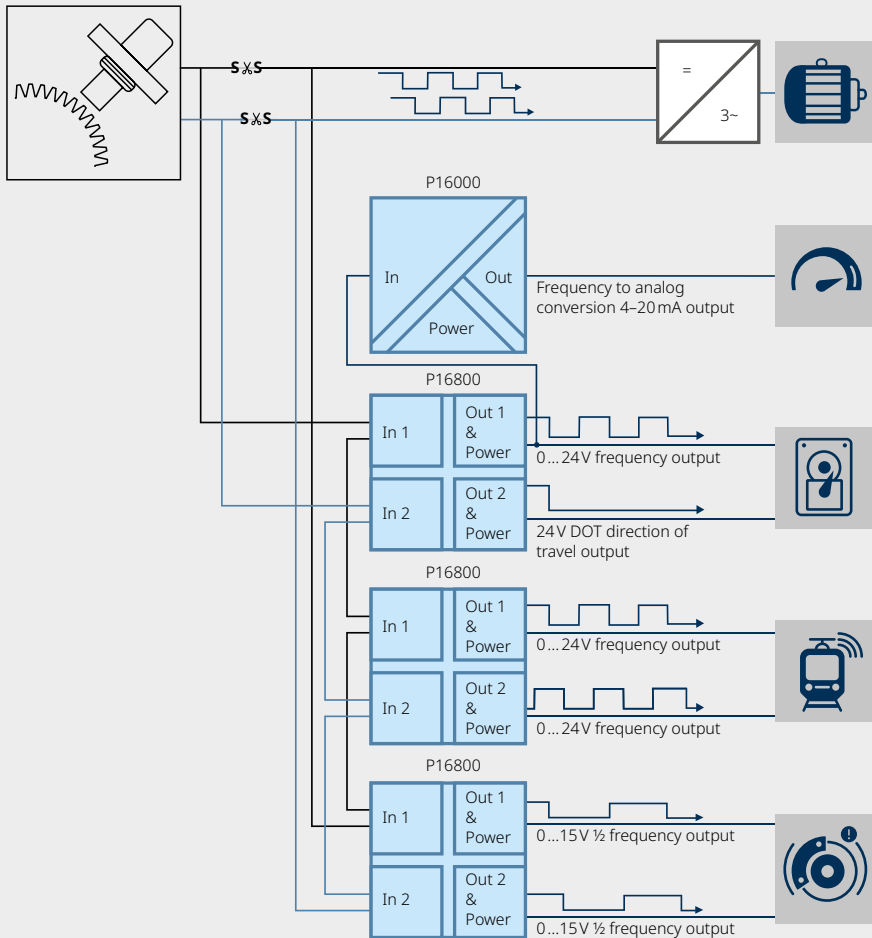 S S
S S
=
3~
P16000
In
Out
Power
Frequency to analog
conversion 4–20 mA output
P16800
In 1
Out 1
&
Power
0...24 V frequency output
In 2
Out 2
&
Power
24 V DOT direction of
travel output
P16800
In 1
Out 1
&
Power
0...24 V frequency output
In 2
Out 2
&
Power
0...24 V frequency output
P16800
In 1
Out 1
&
Power
0...15 V ½ frequency output
In 2
Out 2
&
Power
0...15 V ½ frequency output
!